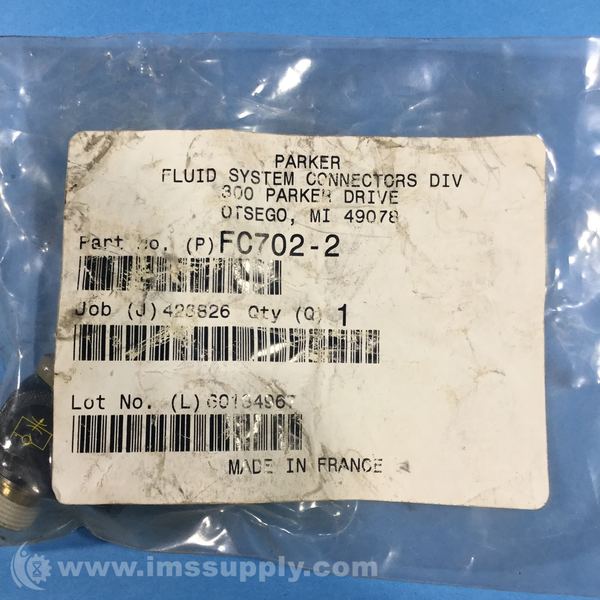 PARKER
FLUID SYSTEM CONNECTORS DIV
300 PARKER DRIVE
OTSEGO, MI 49078
Part No. (P) FC702-2
Job (J) 423826 Qty (Q) 1
Lot No. (L)
MADE IN FRANCE
www.imssupply.com